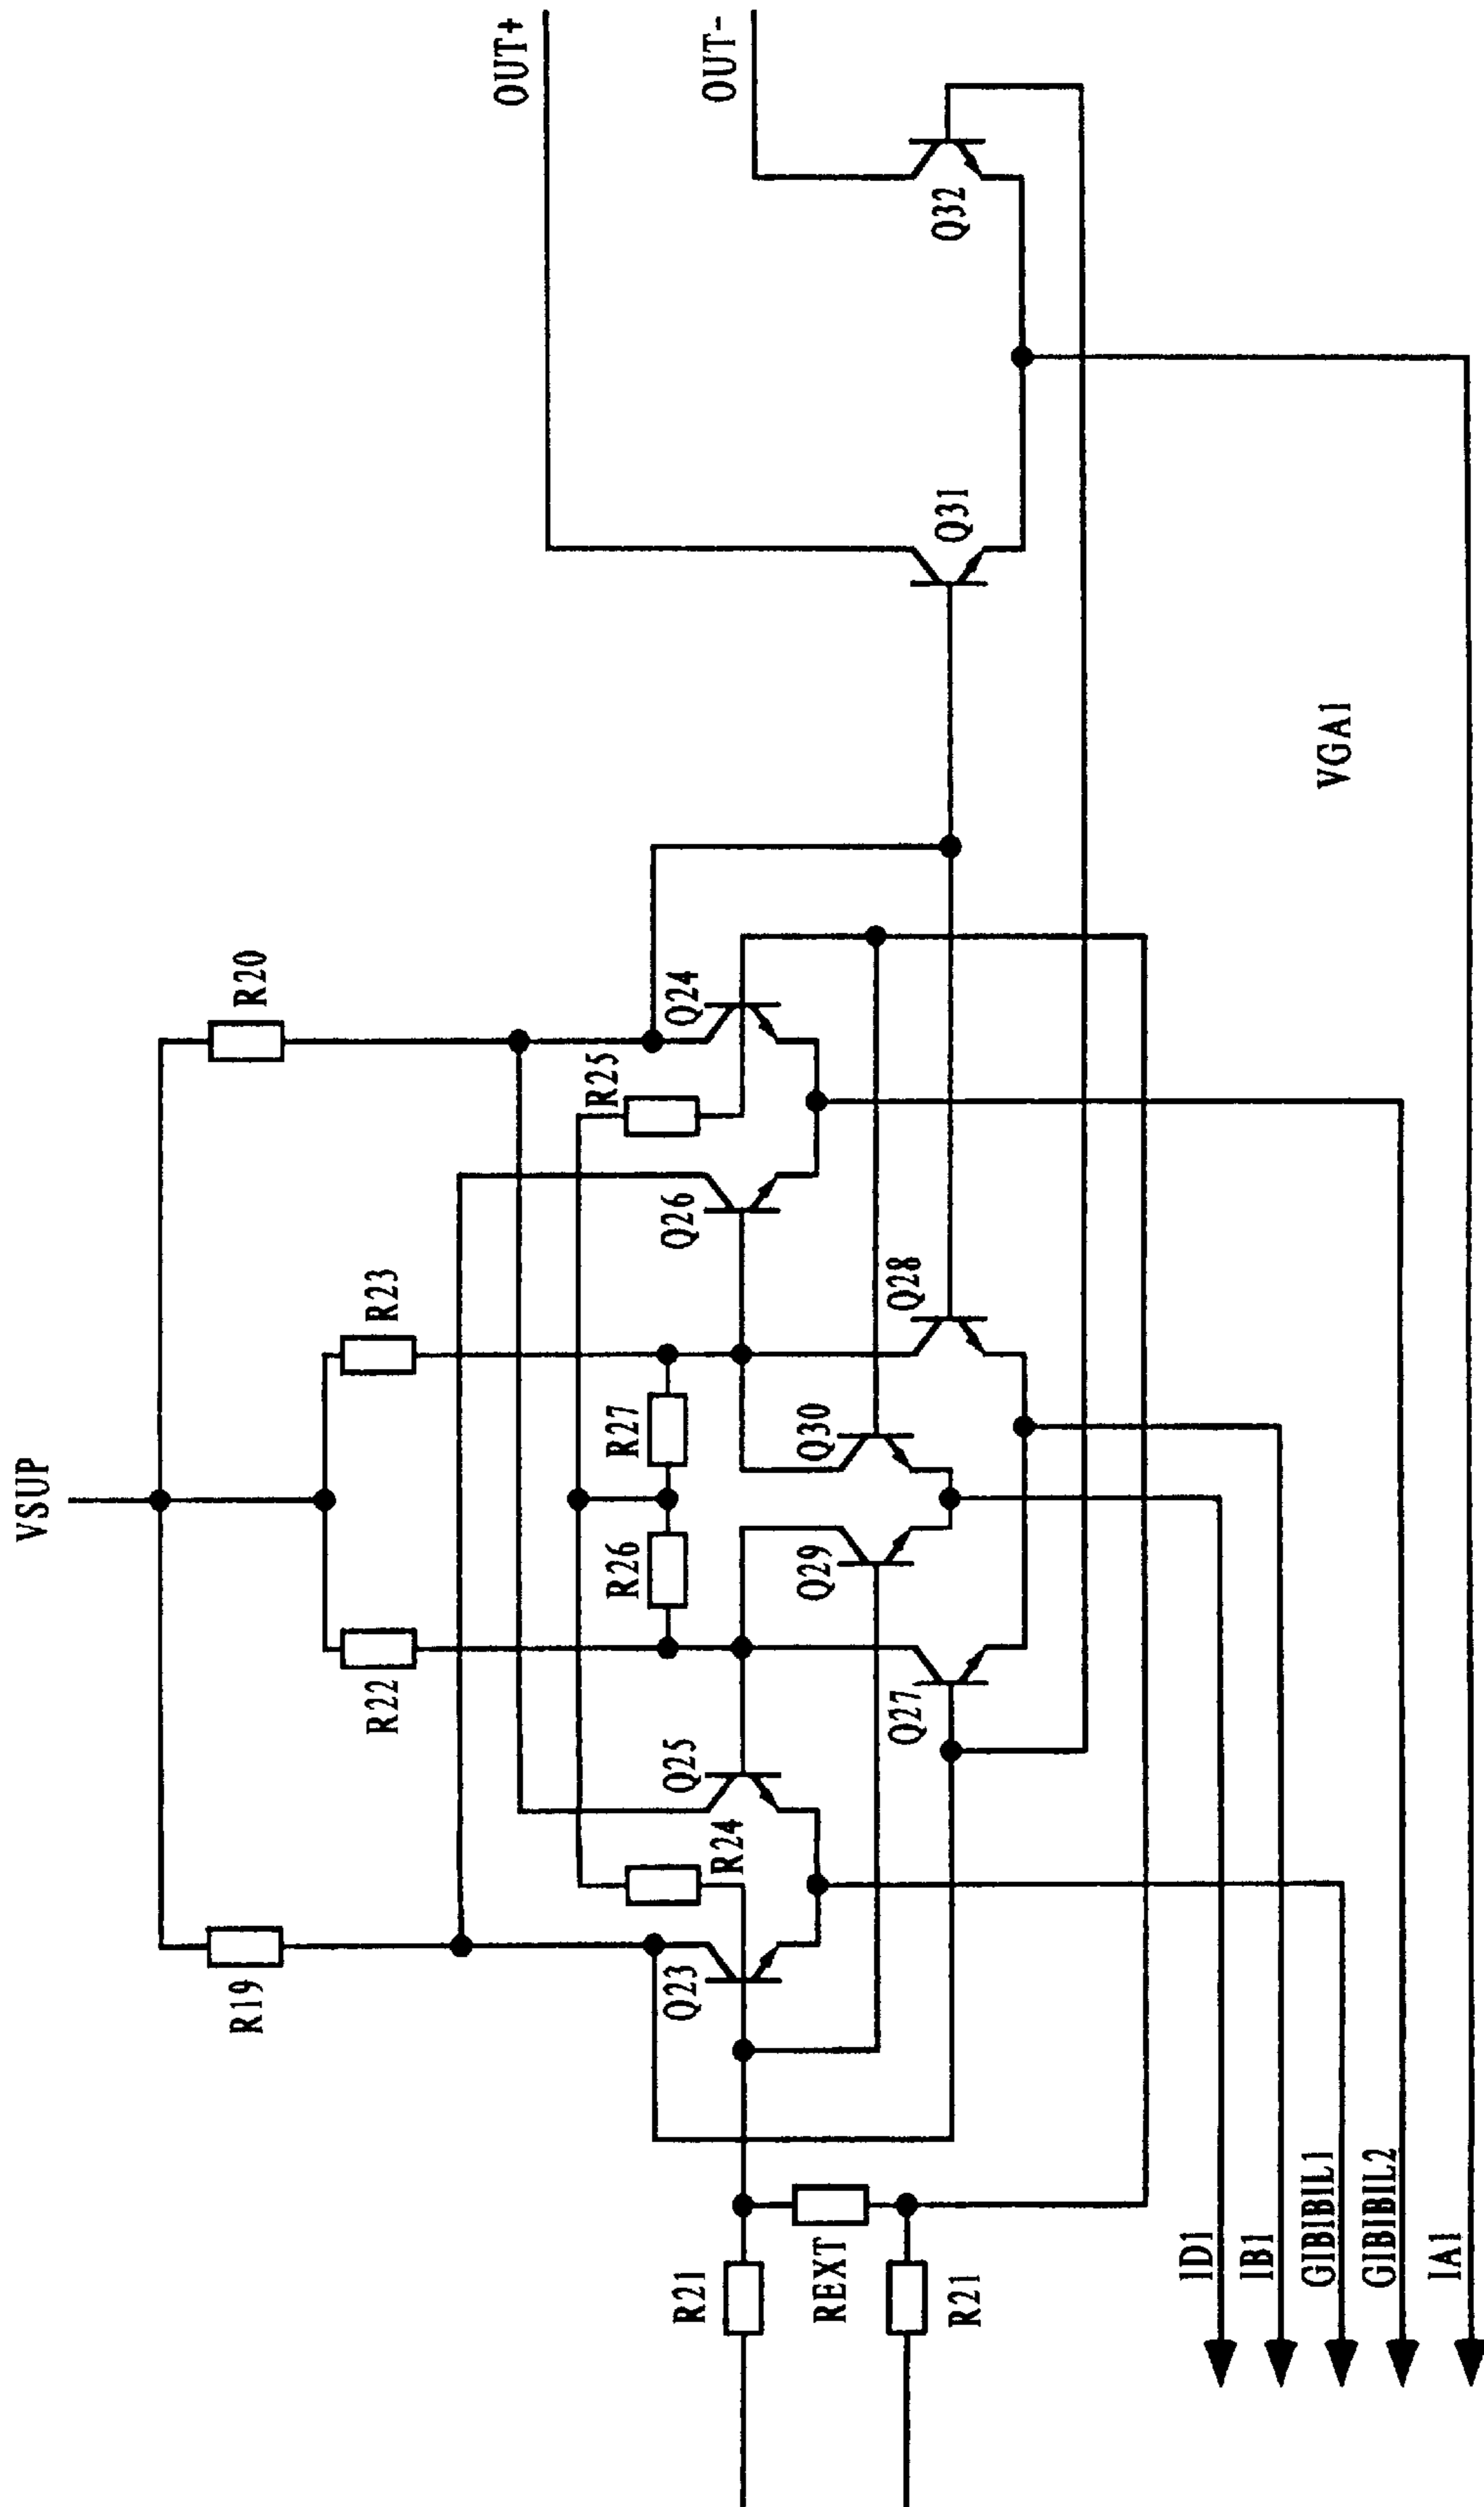 VSUP
R19
R20
R22
R23
R24
R25
R26
R27
Q23
Q24
Q25
Q26
Q27
Q28
Q29
Q30
Q31
Q32
OUT+
OUT-
R21
REXT
R21
VGA1
ID1
IB1
GIBIBIL1
GIBIBIL2
IA1